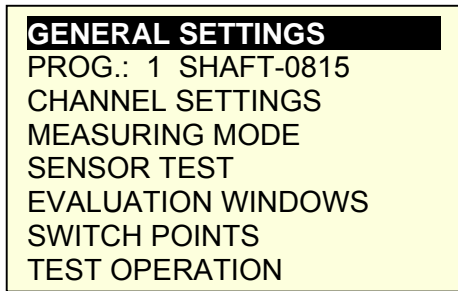 GENERAL SETTINGS
PROG.: 1 SHAFT-0815
CHANNEL SETTINGS
MEASURING MODE
SENSOR TEST
EVALUATION WINDOWS
SWITCH POINTS
TEST OPERATION